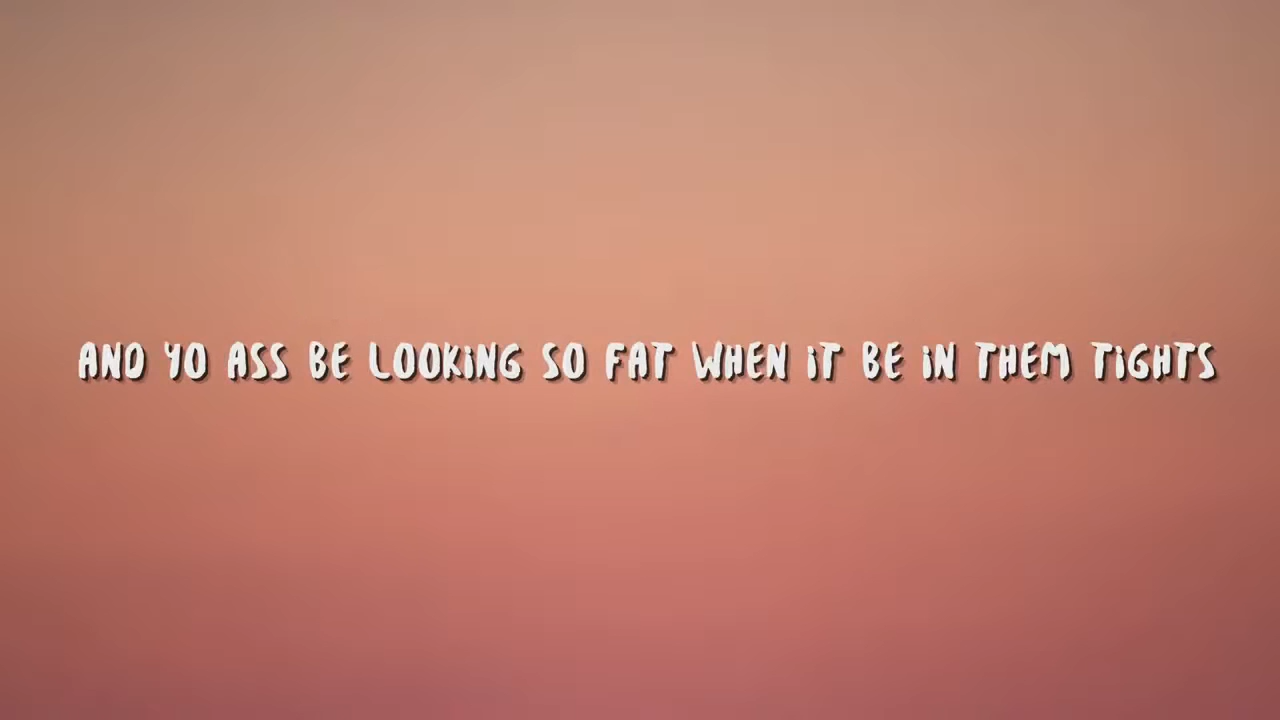 AND YO ASS BE LOOKiNG SO FAT WHEN iT BE iN THEM TiGHTS